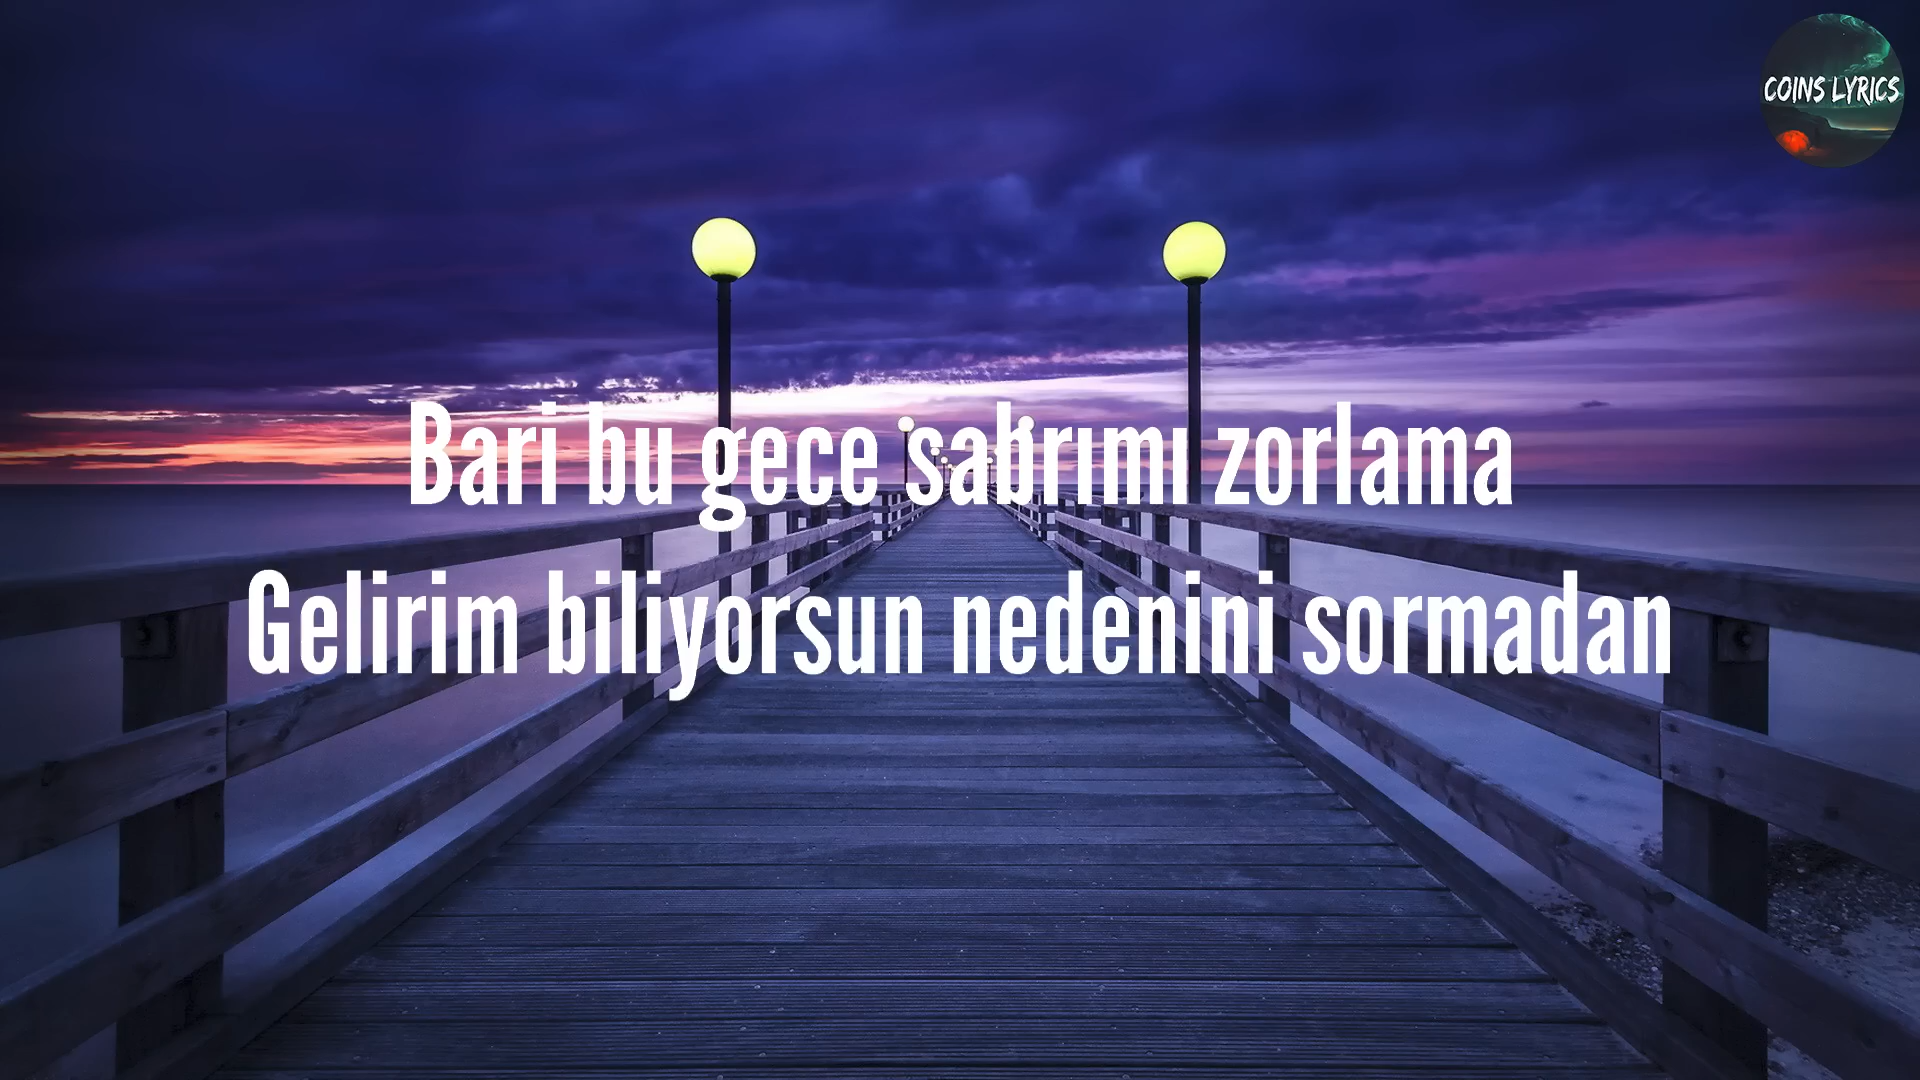 COINS LYRICS
Bari bu gece sabrımı zorlama
Gelirim biliyorsun nedenini sormadan